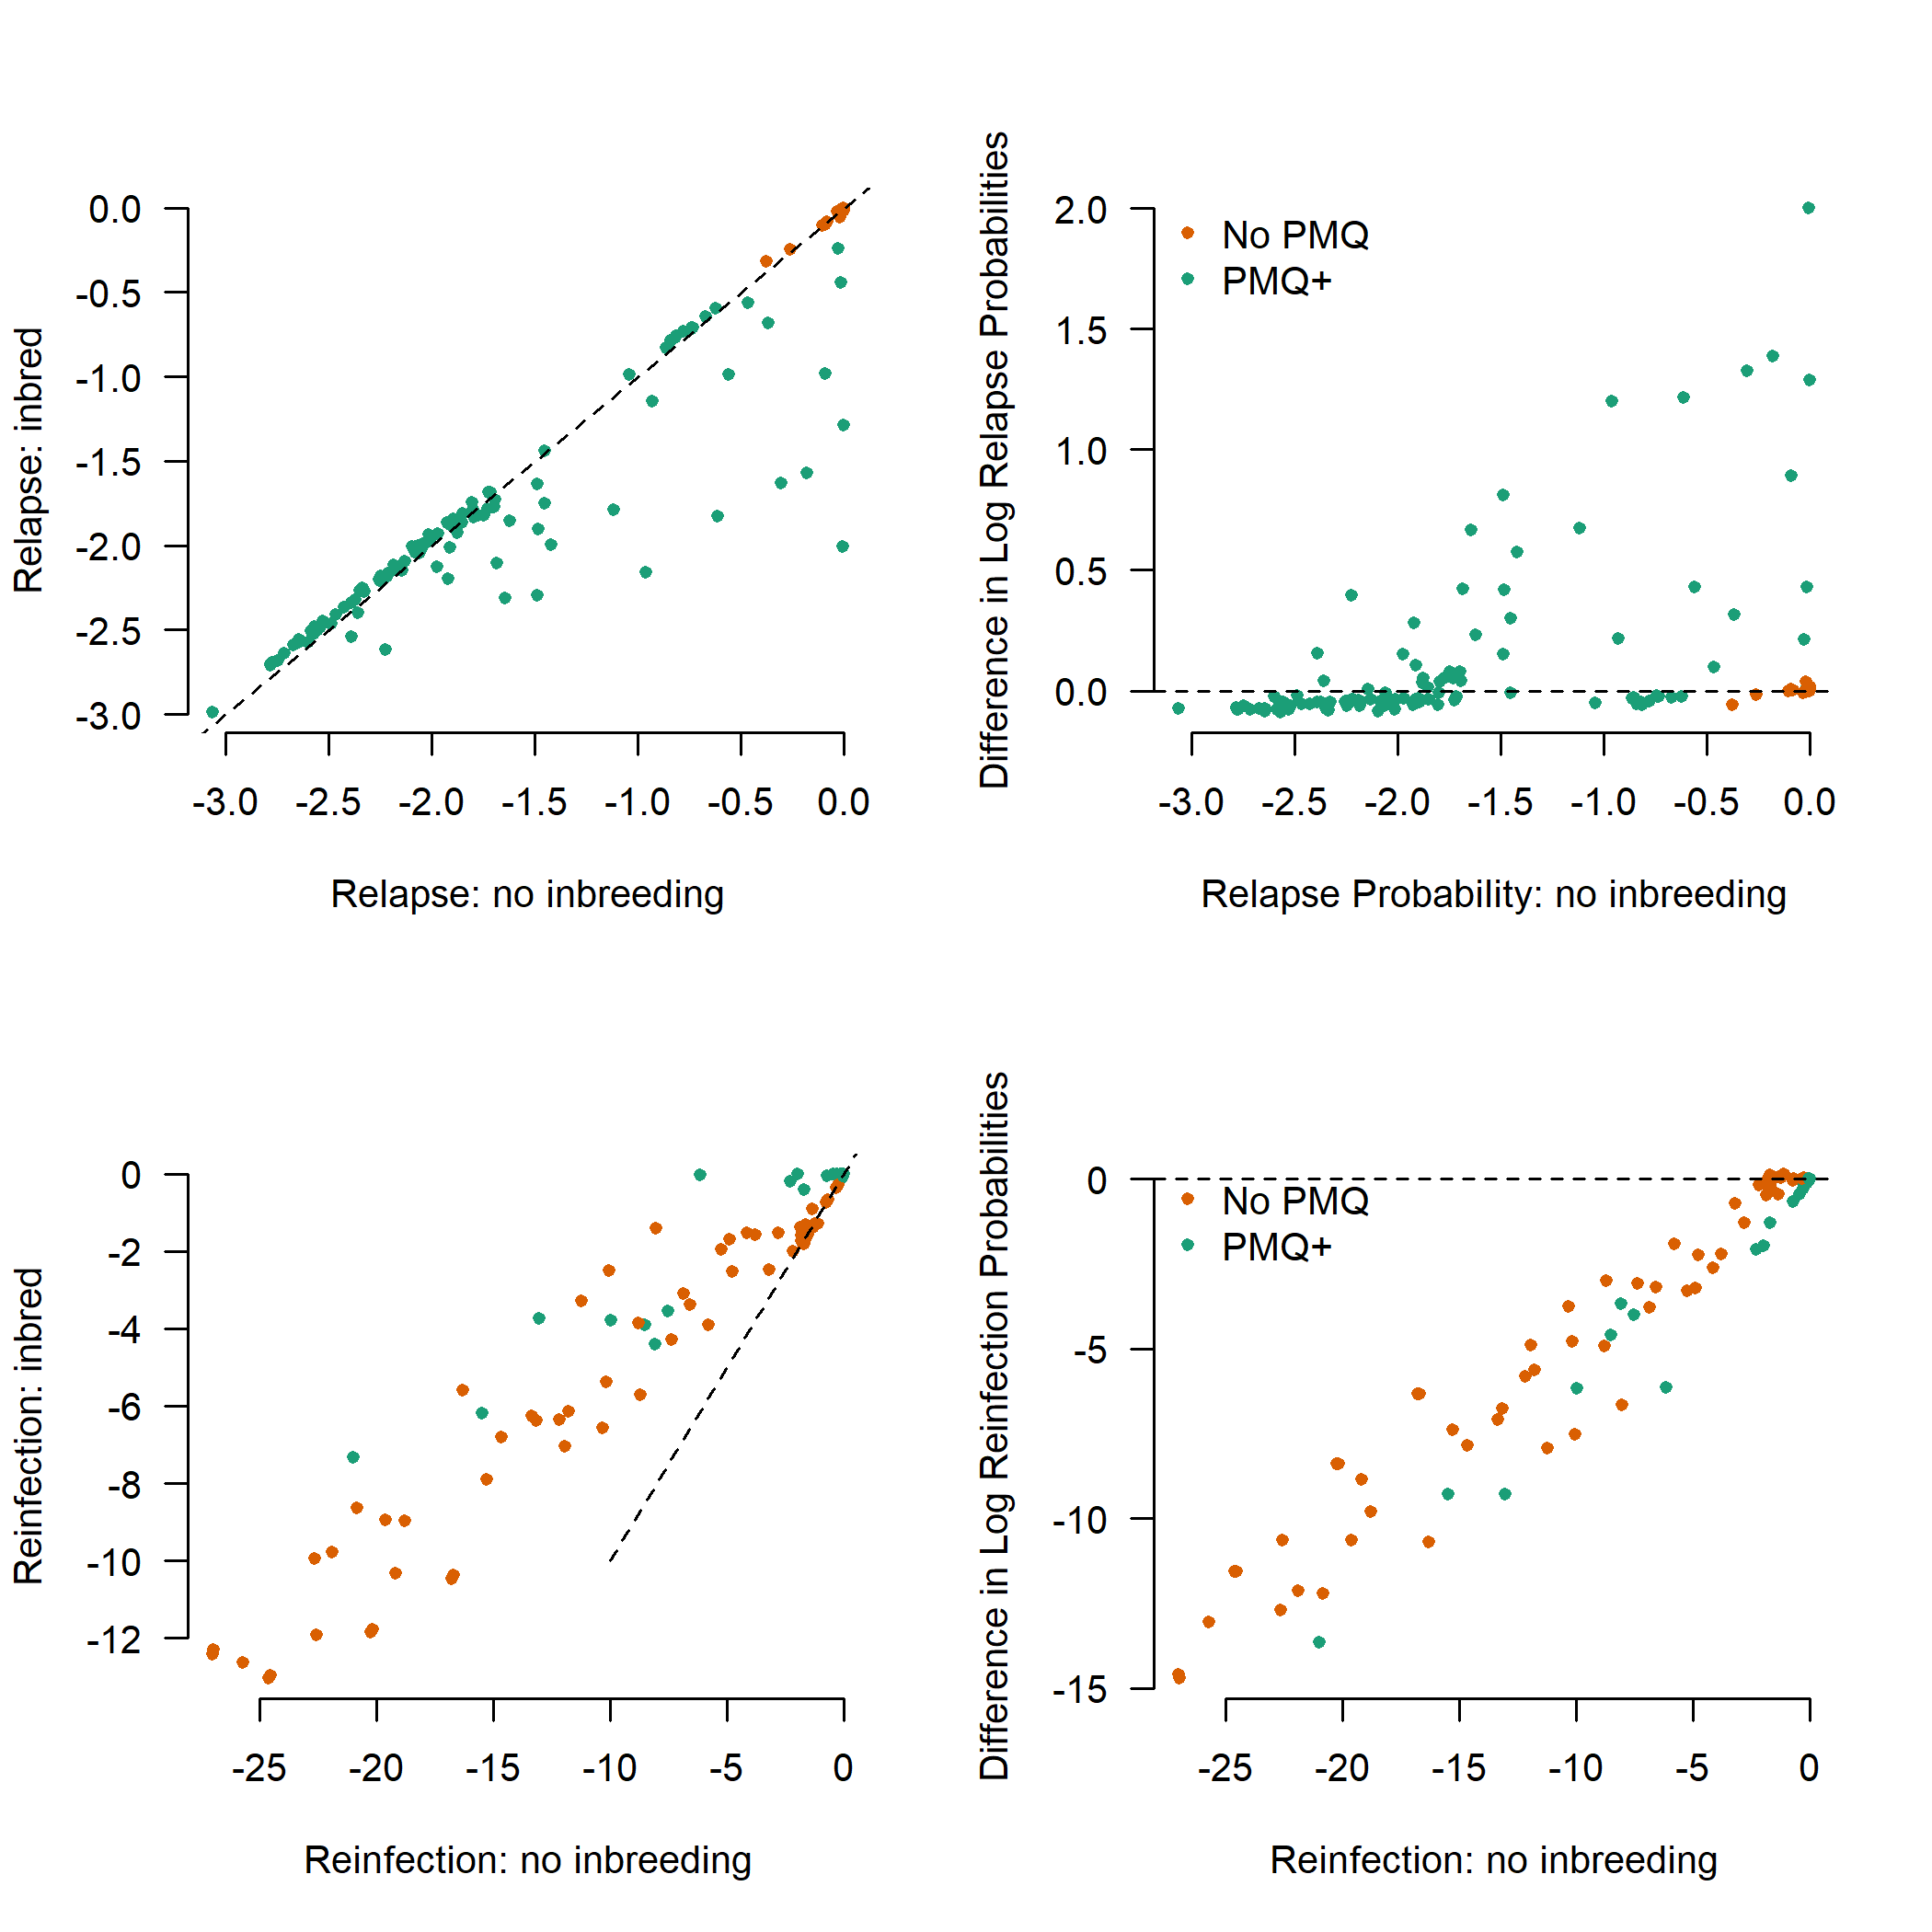 Relapse: inbred
0.0
-0.5
-1.0
-1.5
-2.0
-2.5
-3.0
-3.0 -2.5 -2.0 -1.5 -1.0 -0.5 0.0
Relapse: no inbreeding
Difference in Log Relapse Probabilities
2.0
1.5
1.0
0.5
0.0
No PMQ
PMQ+
-3.0 -2.5 -2.0 -1.5 -1.0 -0.5 0.0
Relapse Probability: no inbreeding
Reinfection: inbred
0
-2
-4
-6
-8
-10
-12
-25 -20 -15 -10 -5 0
Reinfection: no inbreeding
Difference in Log Reinfection Probabilities
0
-5
-10
-15
No PMQ
PMQ+
-25 -20 -15 -10 -5 0
Reinfection: no inbreeding